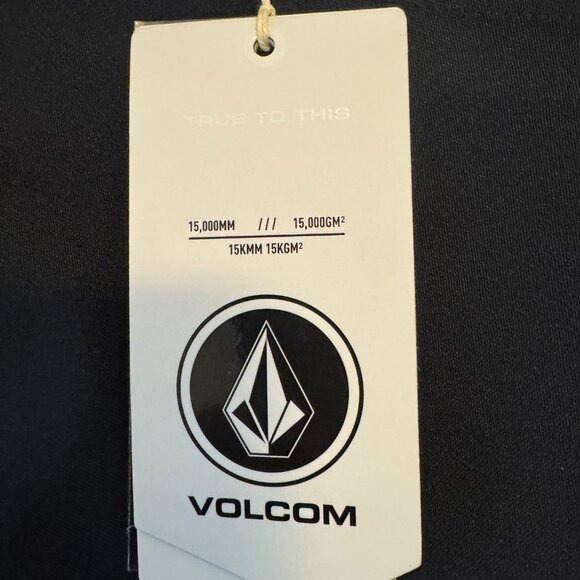 TRUE TO THIS
15,000MM /// 15,000GM²
15KMM 15KGM²
VOLCOM